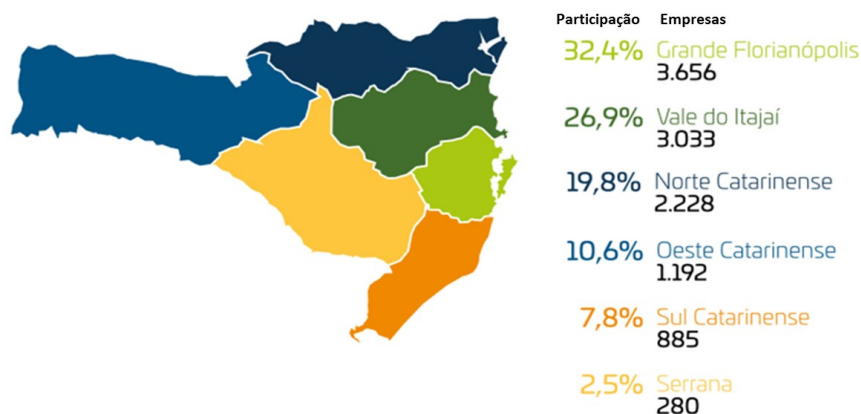 Participação Empresas
32,4% Grande Florianópolis
3.656
26,9% Vale do Itajaí
3.033
19,8% Norte Catarinense
2.228
10,6% Oeste Catarinense
1.192
7,8% Sul Catarinense
885
2,5% Serrana
280